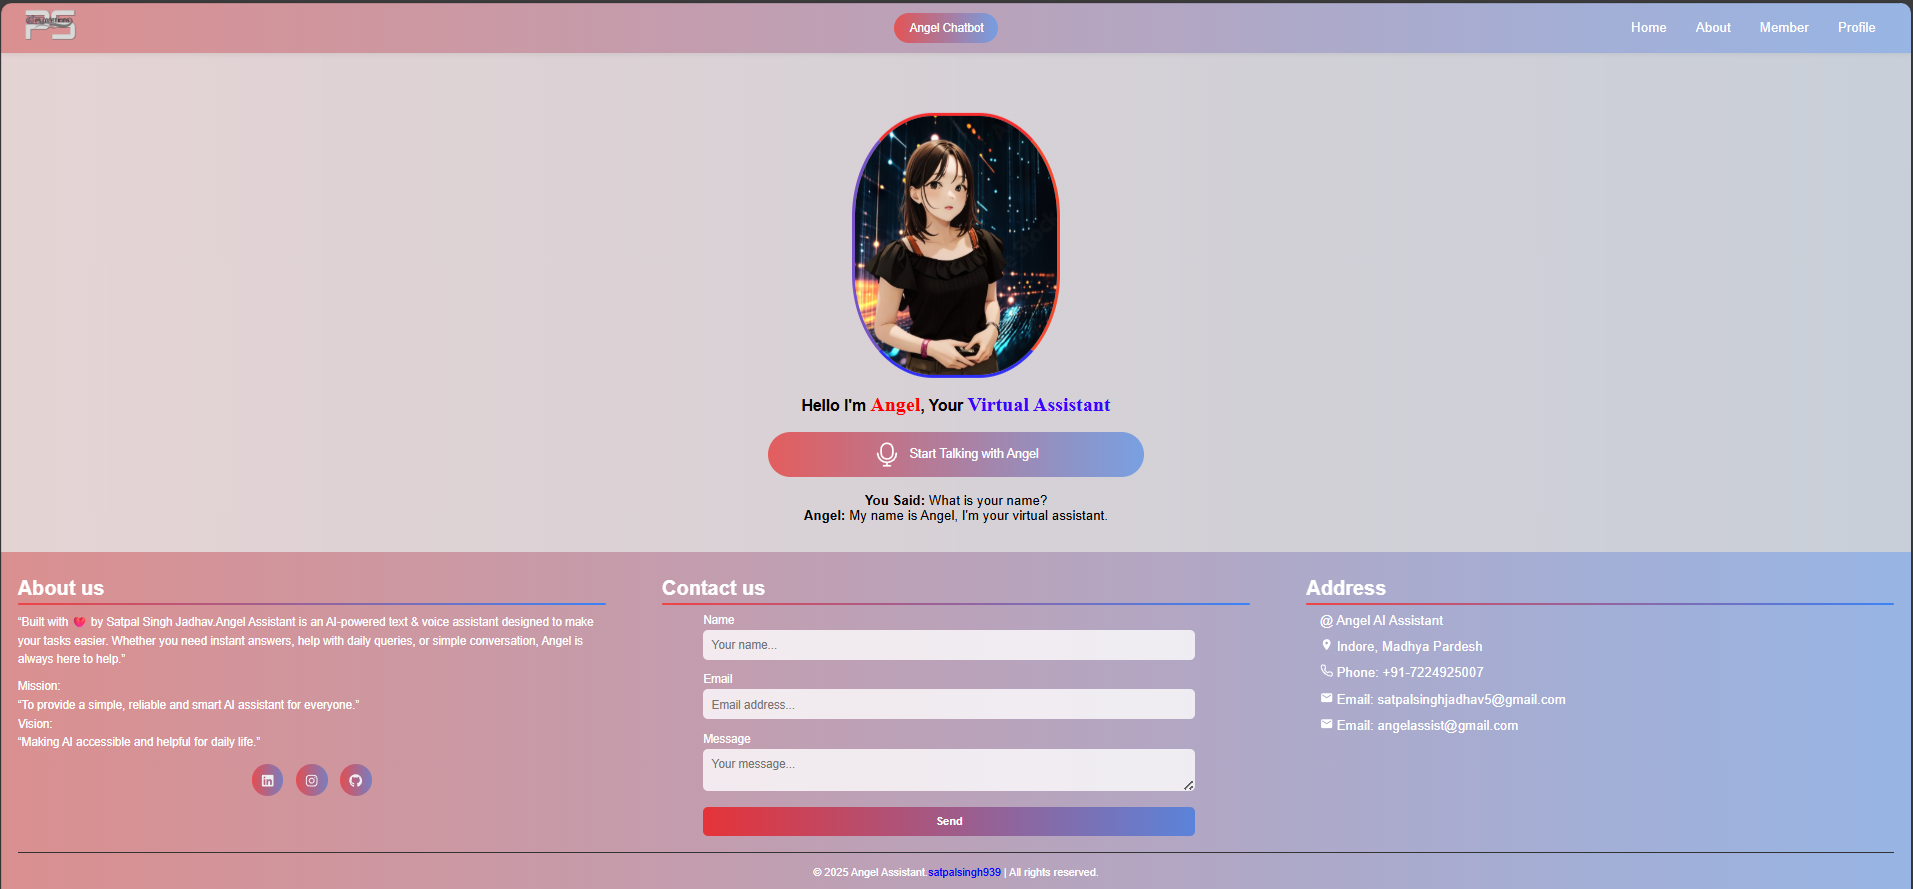 PS
Angel Chatbot
Home
About
Member
Profile
Hello I'm Angel, Your Virtual Assistant
Start Talking with Angel
You Said: What is your name?
Angel: My name is Angel, I'm your virtual assistant.
About us
“Built with 💔 by Satpal Singh Jadhav.Angel Assistant is an AI-powered text & voice assistant designed to make
your tasks easier. Whether you need instant answers, help with daily queries, or simple conversation, Angel is
always here to help.”
Mission:
“To provide a simple, reliable and smart AI assistant for everyone.”
Vision:
“Making AI accessible and helpful for daily life.”
Contact us
Name
Your name...
Email
Email address...
Message
Your message...
Send
Address
@ Angel AI Assistant
Indore, Madhya Pardesh
Phone: +91-7224925007
Email: satpalsinghjadhav5@gmail.com
Email: angelassist@gmail.com
© 2025 Angel Assistant satpalsingh939 | All rights reserved.